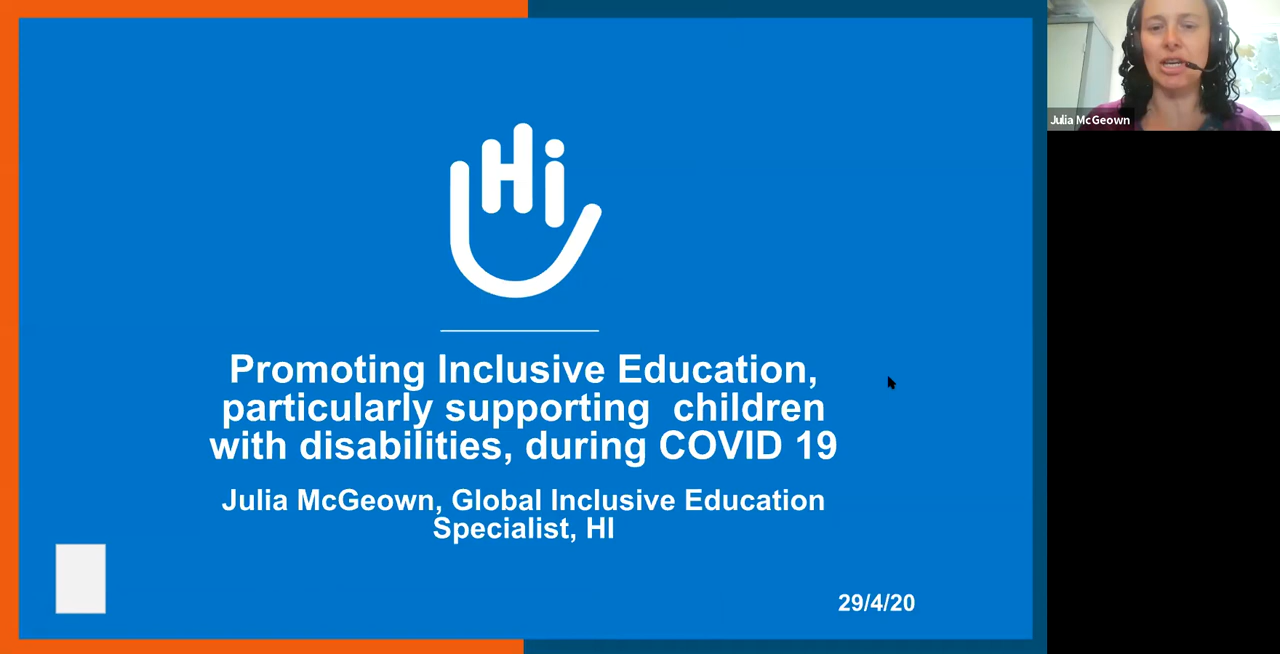 Hi
Promoting Inclusive Education,
particularly supporting  children
with disabilities, during COVID 19
Julia McGeown, Global Inclusive Education
Specialist, HI
29/4/20
Julia McGeown